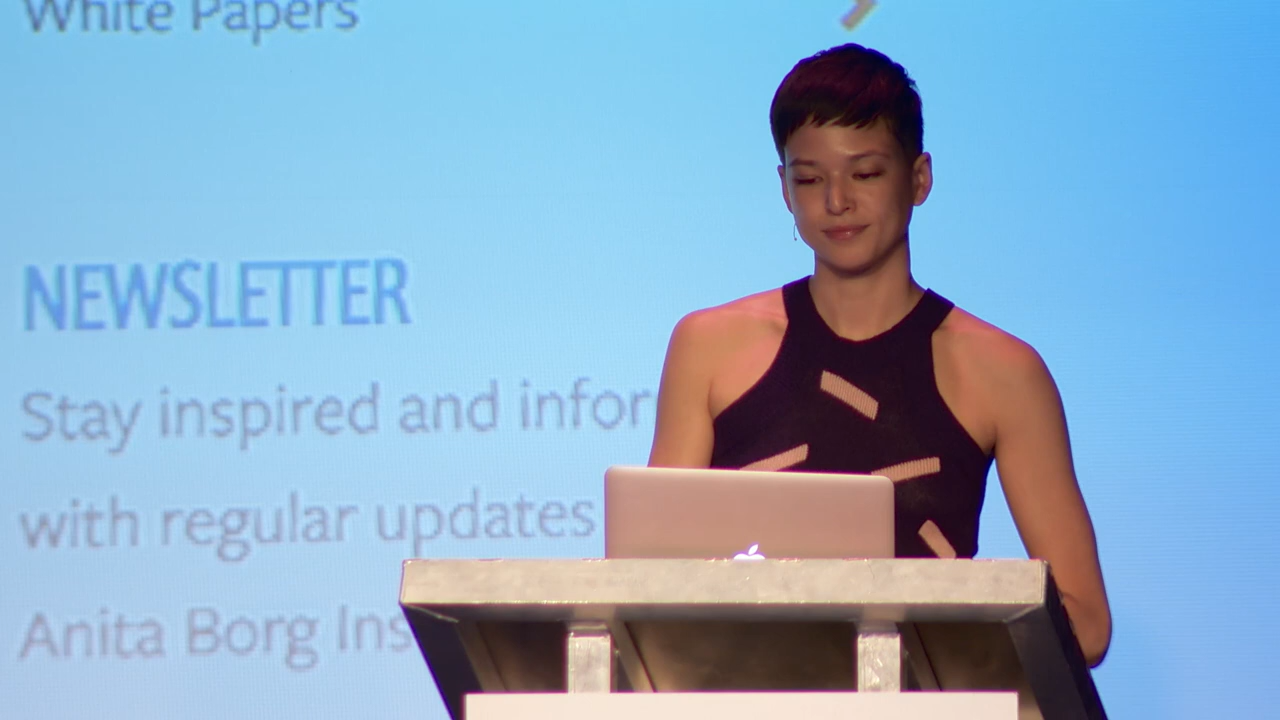 White Papers
NEWSLETTER
Stay inspired and infor
with regular updates
Anita Borg Ins